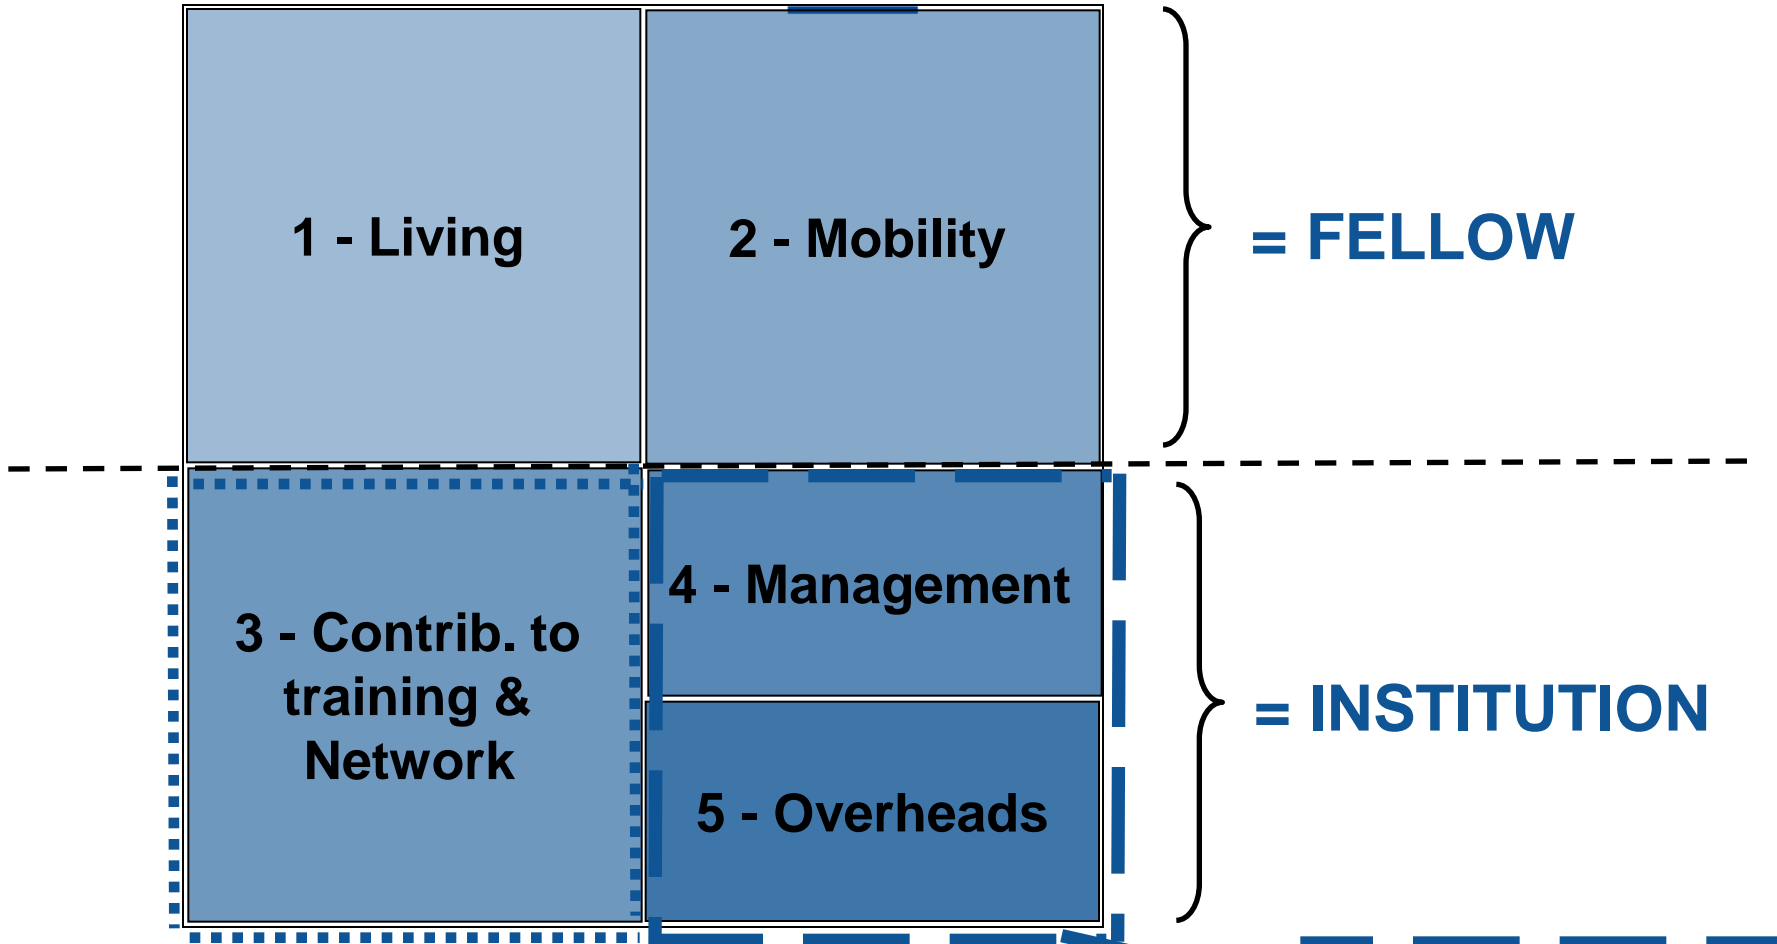 1 - Living
2 - Mobility
= FELLOW
3 - Contrib. to
training &
Network
4 - Management
5 - Overheads
= INSTITUTION